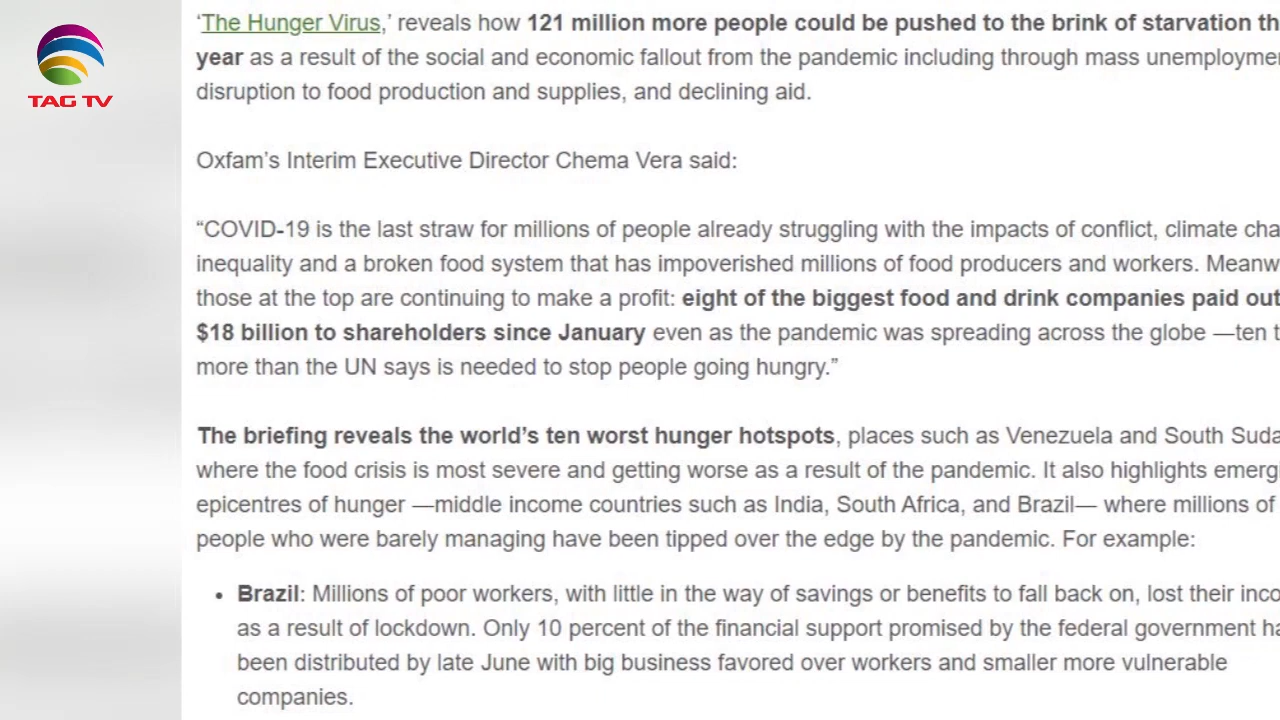 TAG TV
‘The Hunger Virus,’ reveals how 121 million more people could be pushed to the brink of starvation th
year as a result of the social and economic fallout from the pandemic including through mass unemployme
disruption to food production and supplies, and declining aid.
Oxfam’s Interim Executive Director Chema Vera said:
“COVID-19 is the last straw for millions of people already struggling with the impacts of conflict, climate cha
inequality and a broken food system that has impoverished millions of food producers and workers. Meanw
those at the top are continuing to make a profit: eight of the biggest food and drink companies paid out
$18 billion to shareholders since January even as the pandemic was spreading across the globe —ten t
more than the UN says is needed to stop people going hungry.”
The briefing reveals the world’s ten worst hunger hotspots, places such as Venezuela and South Suda
where the food crisis is most severe and getting worse as a result of the pandemic. It also highlights emergi
epicentres of hunger —middle income countries such as India, South Africa, and Brazil— where millions of
people who were barely managing have been tipped over the edge by the pandemic. For example:
• Brazil: Millions of poor workers, with little in the way of savings or benefits to fall back on, lost their inco
as a result of lockdown. Only 10 percent of the financial support promised by the federal government ha
been distributed by late June with big business favored over workers and smaller more vulnerable
companies.